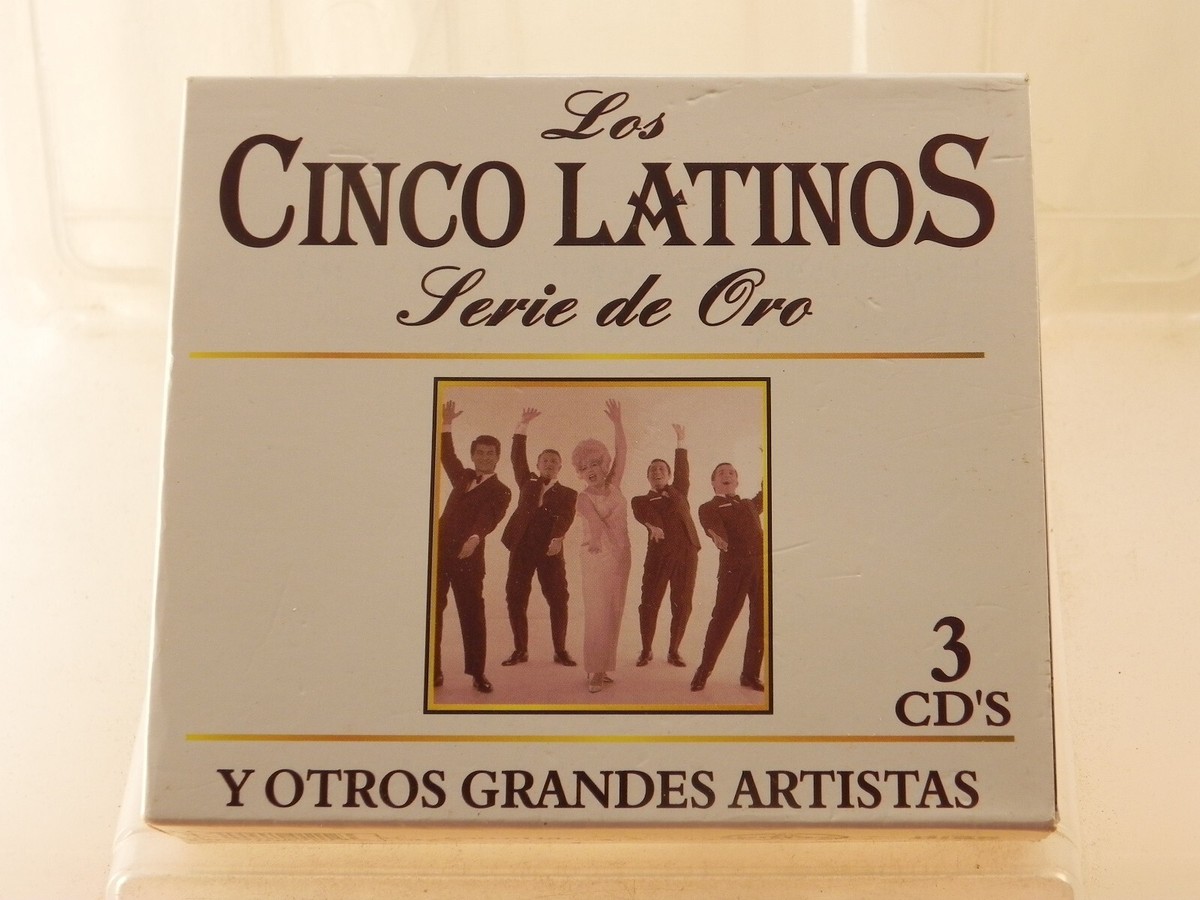 Los
CINCO LATINOS
Serie de Oro
3
CD'S
Y OTROS GRANDES ARTISTAS